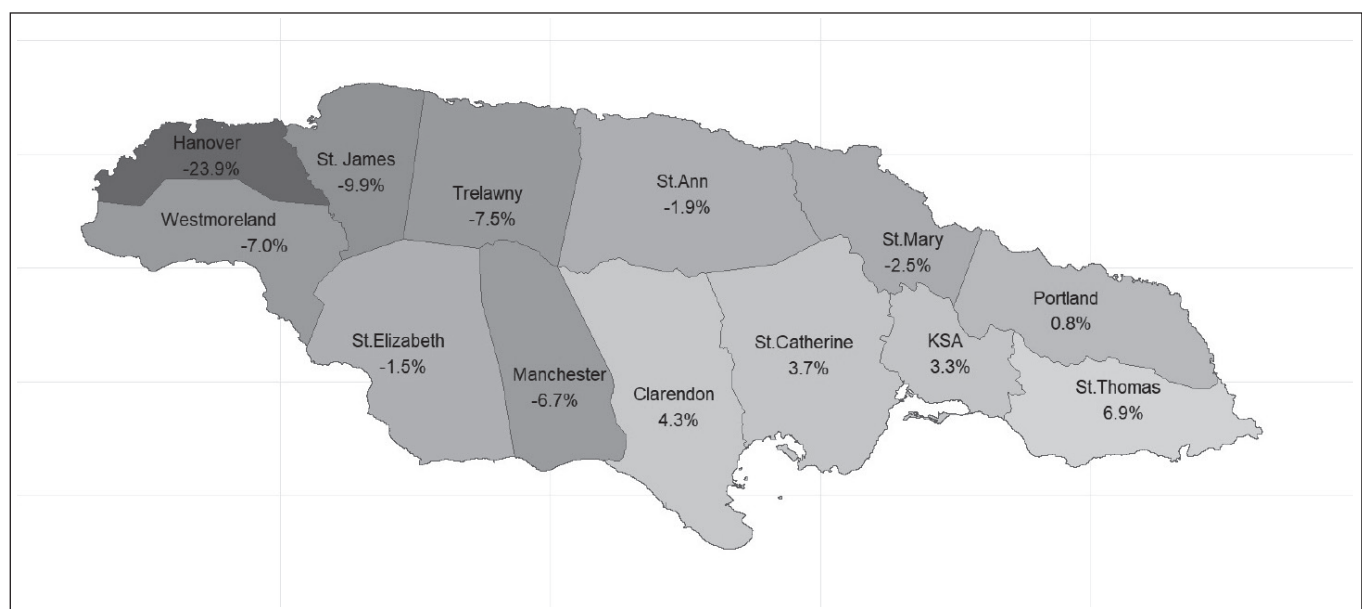 Hanover
-23.9%
St. James
-9.9%
Trelawny
-7.5%
St.Ann
-1.9%
Westmoreland
-7.0%
St.Mary
-2.5%
Portland
0.8%
St.Elizabeth
-1.5%
Manchester
-6.7%
Clarendon
4.3%
St.Catherine
3.7%
KSA
3.3%
St.Thomas
6.9%